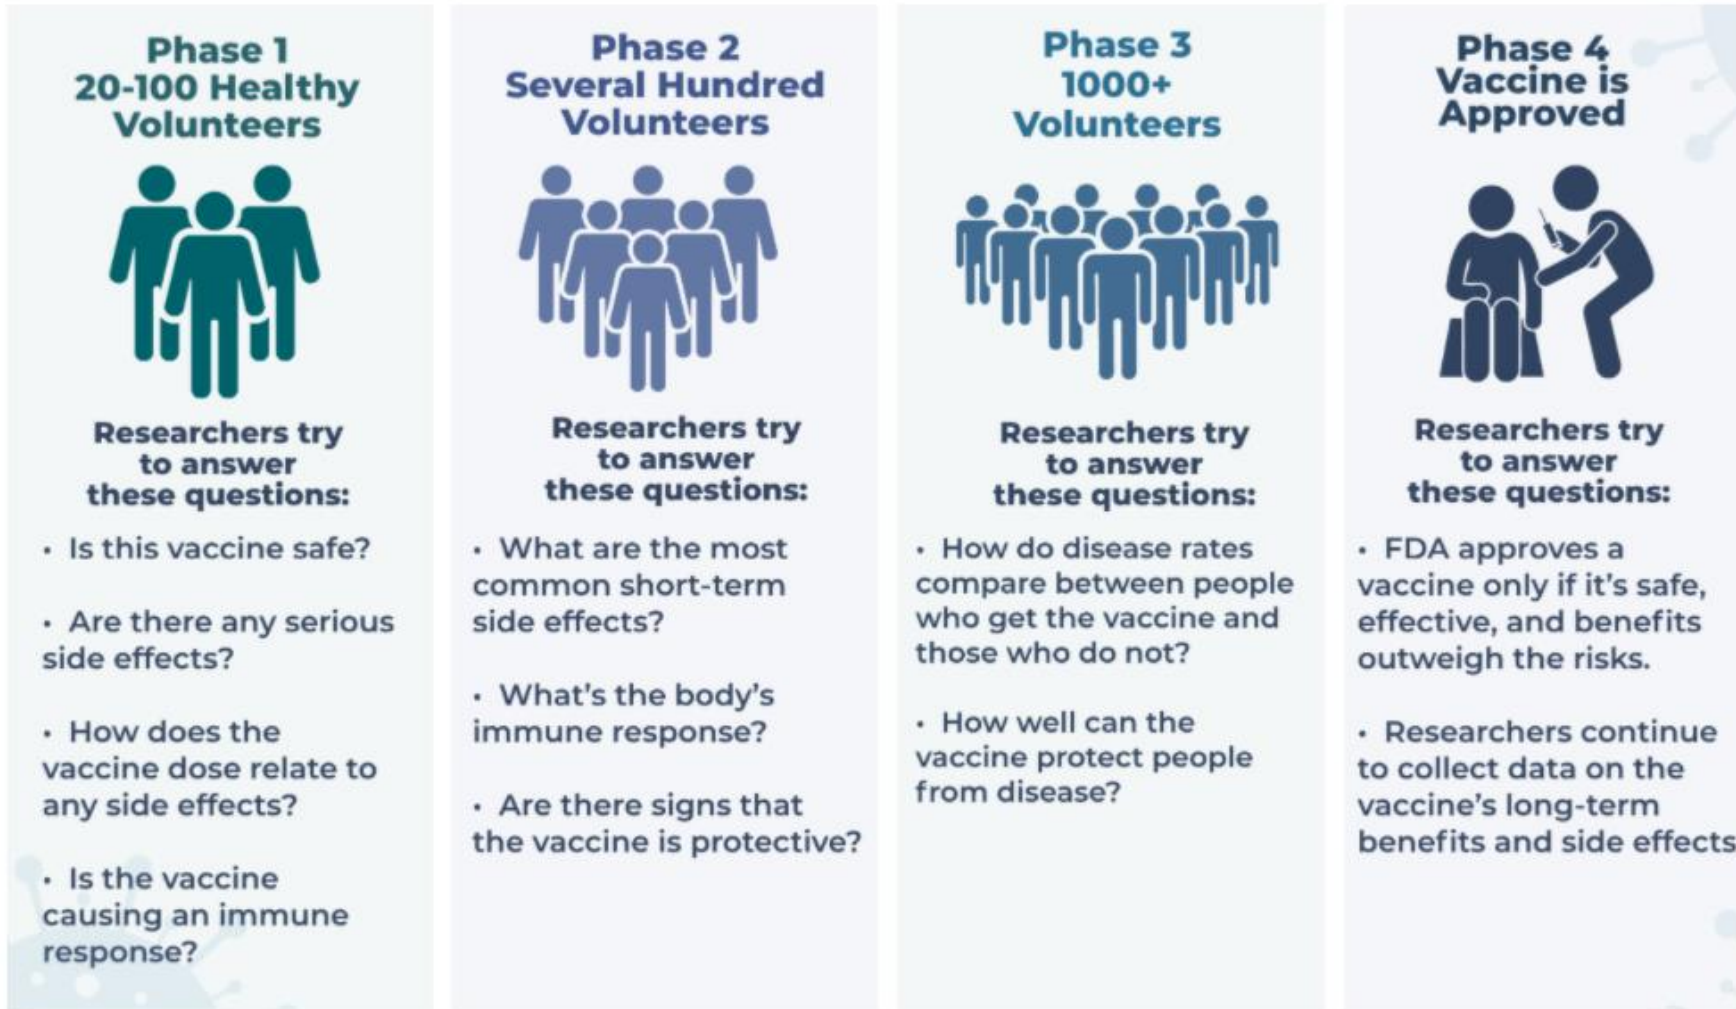 Phase 1
20-100 Healthy
Volunteers
Researchers try
to answer
these questions:
• Is this vaccine safe?
• Are there any serious
side effects?
• How does the
vaccine dose relate to
any side effects?
• Is the vaccine
causing an immune
response?
Phase 2
Several Hundred
Volunteers
Researchers try
to answer
these questions:
• What are the most
common short-term
side effects?
• What's the body's
immune response?
• Are there signs that
the vaccine is protective?
Phase 3
1000+
Volunteers
Researchers try
to answer
these questions:
• How do disease rates
compare between people
who get the vaccine and
those who do not?
• How well can the
vaccine protect people
from disease?
Phase 4
Vaccine is
Approved
Researchers try
to answer
these questions:
• FDA approves a
vaccine only if it's safe,
effective, and benefits
outweigh the risks.
• Researchers continue
to collect data on the
vaccine's long-term
benefits and side effects